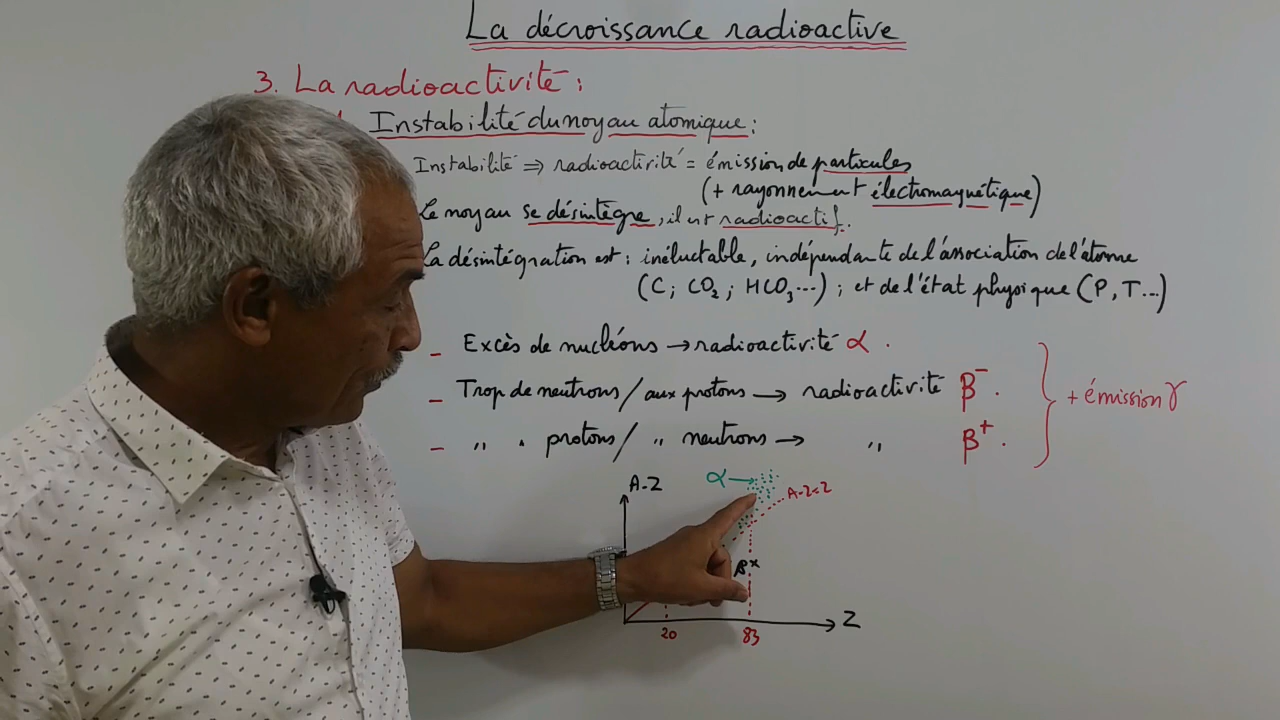 La décroissance radioactive
3. La radioactivité :
Instabilité du noyau atomique :
Instabilité ⇒ radioactivité = émission de particules
(+ rayonnement électromagnétique)
Le noyau se désintègre, il est radioactif.
La désintégration est : inéluctable, indépendante de l'association de l'atome
(C ; CO₂ ; HCO₃ ...) ; et de l'état physique (P, T...)
- Excès de nucléons → radioactivité α .
- Trop de neutrons / aux protons → radioactivité β⁻ .
- " " protons / " neutrons → " β⁺ .
+ émission γ
A-Z
α →
A-Z=Z
20
83
Z